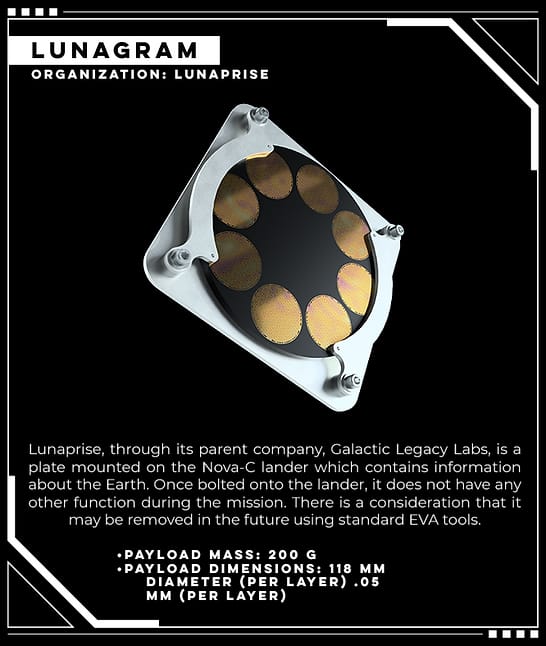 LUNAGRAM
ORGANIZATION: LUNAPRISE
Lunaprise, through its parent company, Galactic Legacy Labs, is a
plate mounted on the Nova-C lander which contains information
about the Earth. Once bolted onto the lander, it does not have any
other function during the mission. There is a consideration that it
may be removed in the future using standard EVA tools.
•PAYLOAD MASS: 200 G
•PAYLOAD DIMENSIONS: 118 MM
DIAMETER (PER LAYER) .05
MM (PER LAYER)